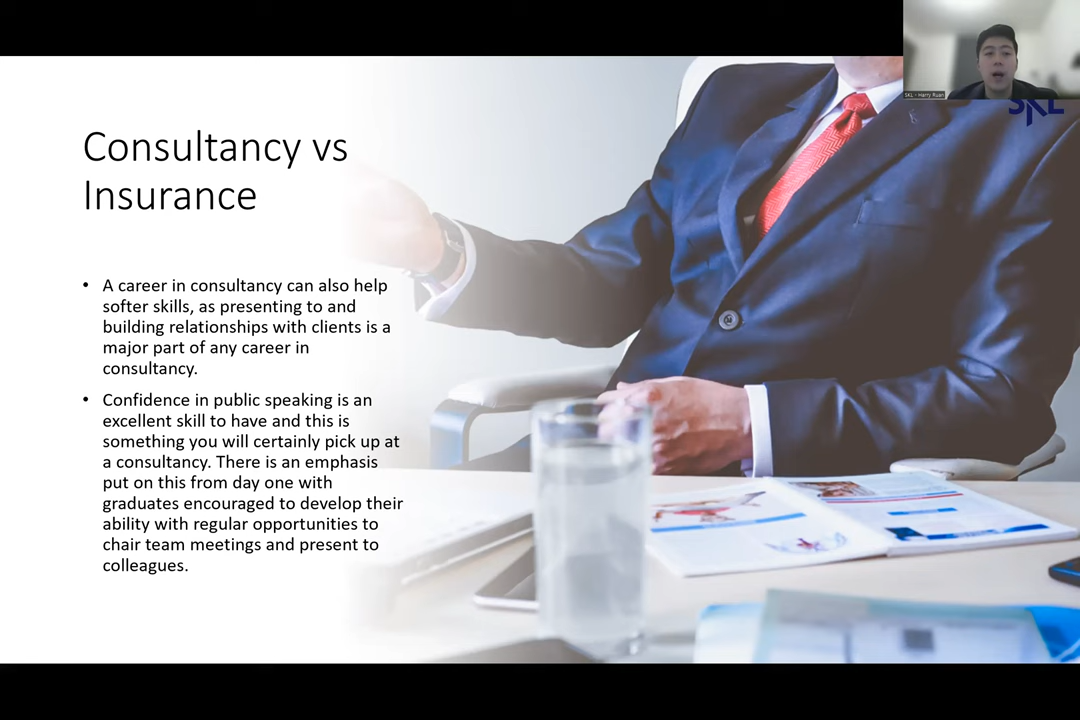 SKL - Harry Ruan
SKL
Consultancy vs
Insurance
• A career in consultancy can also help
softer skills, as presenting to and
building relationships with clients is a
major part of any career in
consultancy.
• Confidence in public speaking is an
excellent skill to have and this is
something you will certainly pick up at
a consultancy. There is an emphasis
put on this from day one with
graduates encouraged to develop their
ability with regular opportunities to
chair team meetings and present to
colleagues.